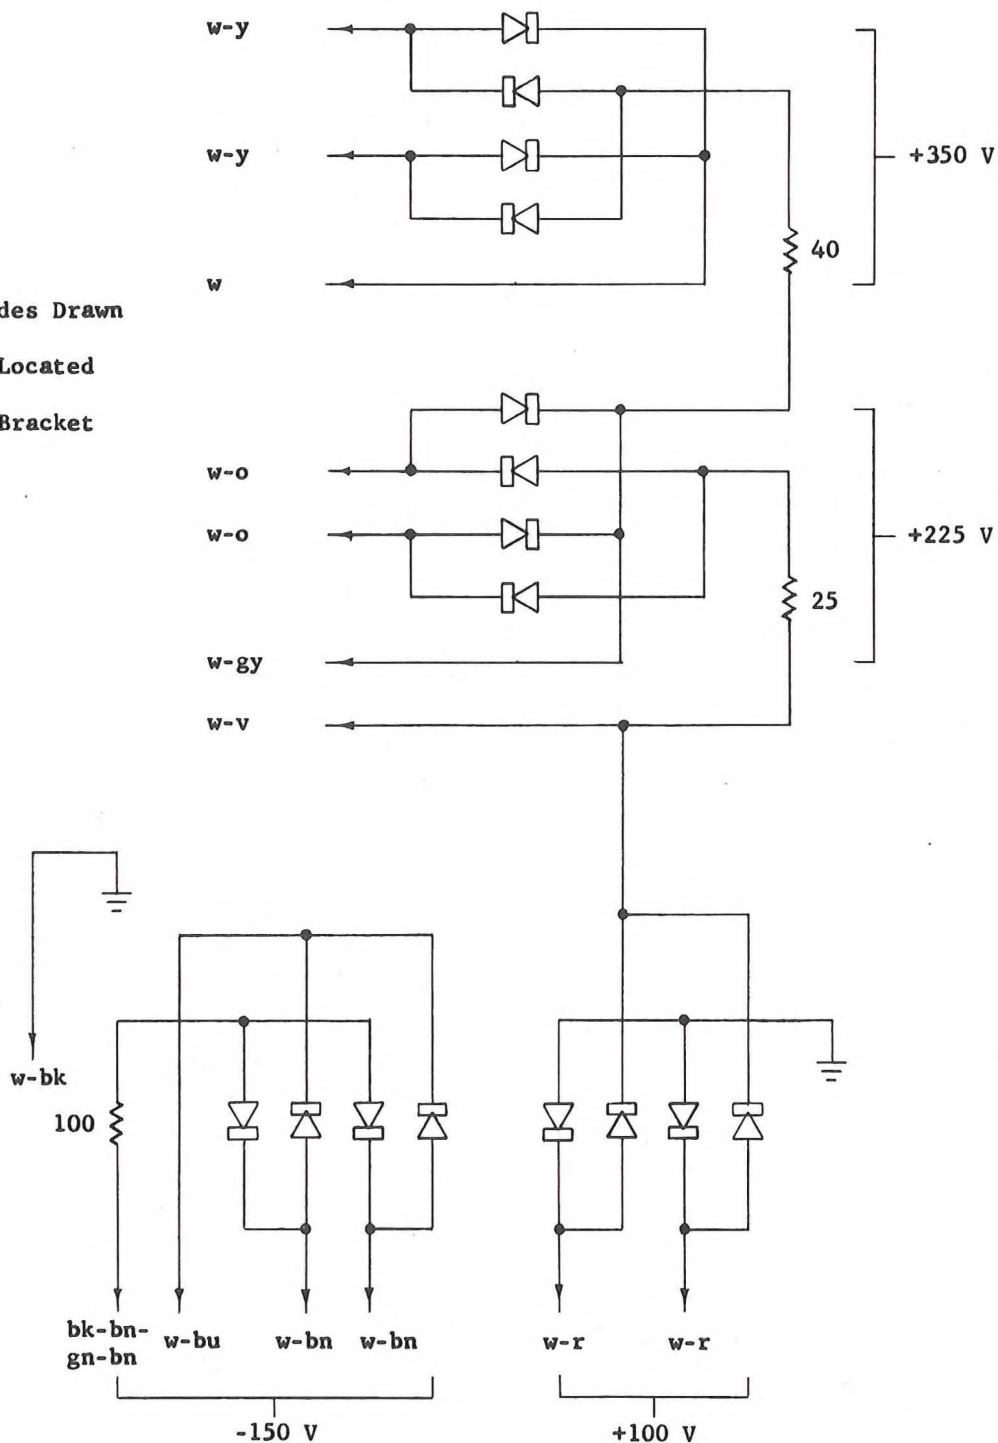 w-y
w-y
+350 V
40
w
des Drawn
Located
Bracket
w-o
w-o
+225 V
25
w-gy
w-v
w-bk
100
bk-bn-
gn-bn
w-bu
w-bn
w-bn
w-r
w-r
-150 V
+100 V